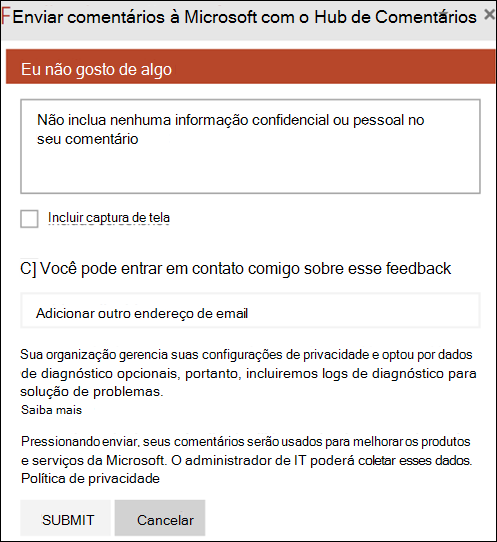 Enviar comentários à Microsoft com o Hub de Comentários
Eu não gosto de algo
Não inclua nenhuma informação confidencial ou pessoal no
seu comentário
Incluir captura de tela
C] Você pode entrar em contato comigo sobre esse feedback
Adicionar outro endereço de email
Sua organização gerencia suas configurações de privacidade e optou por dados
de diagnóstico opcionais, portanto, incluiremos logs de diagnóstico para
solução de problemas.
Saiba mais
Pressionando enviar, seus comentários serão usados para melhorar os produtos
e serviços da Microsoft. O administrador de IT poderá coletar esses dados.
Política de privacidade
SUBMIT
Cancelar